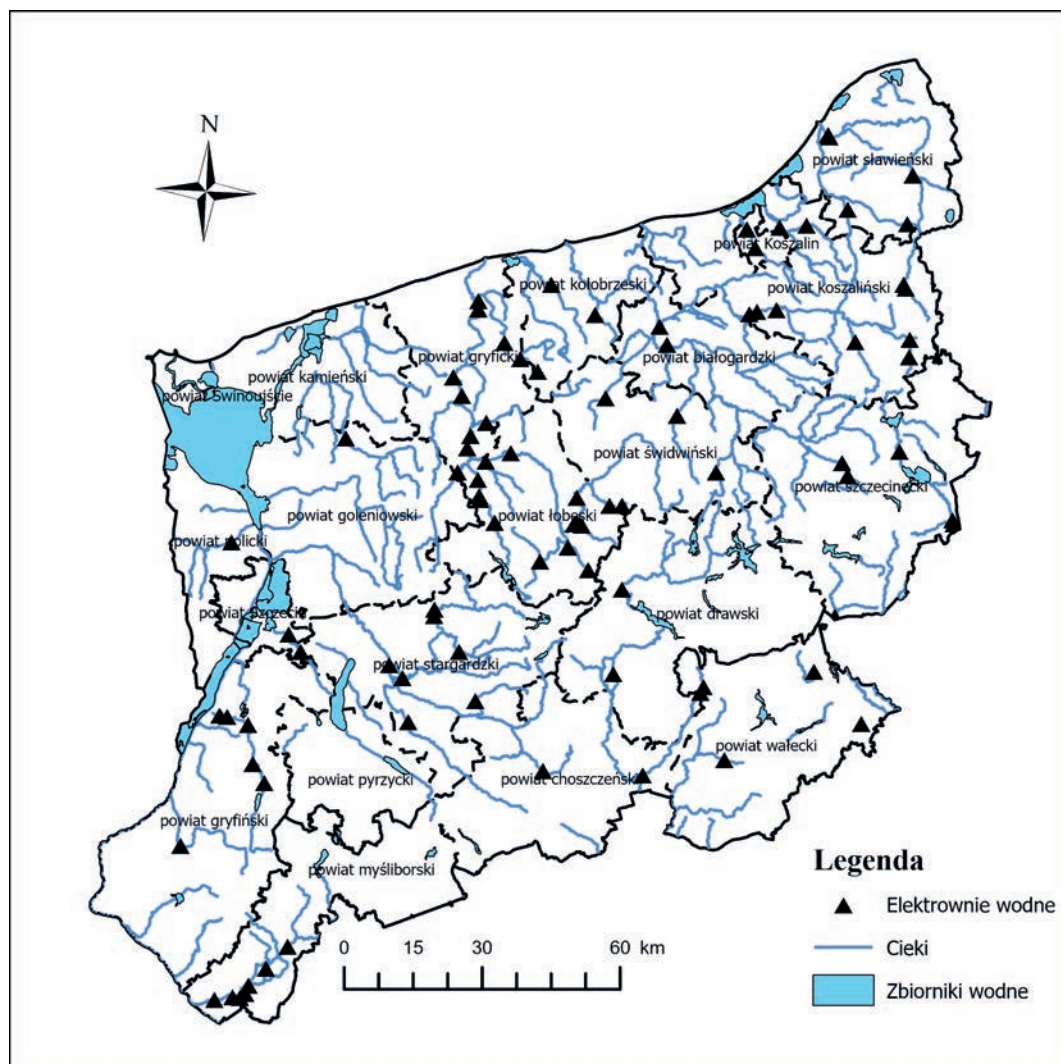 N
powiat sławieński
powiat Koszalin
powiat kołobrzeski
powiat koszaliński
powiat gryficki
powiat białogardzki
powiat kamieński
powiat Świnoujście
powiat świdwiński
powiat szczecinecki
powiat goleniowski
powiat łobeski
powiat policki
powiat Szczecin
powiat drawski
powiat stargardzki
powiat wałecki
powiat pyrzycki
powiat choszczeński
powiat gryfiński
powiat myśliborski
Legenda
Elektrownie wodne
Cieki
Zbiorniki wodne
0 15 30 60 km